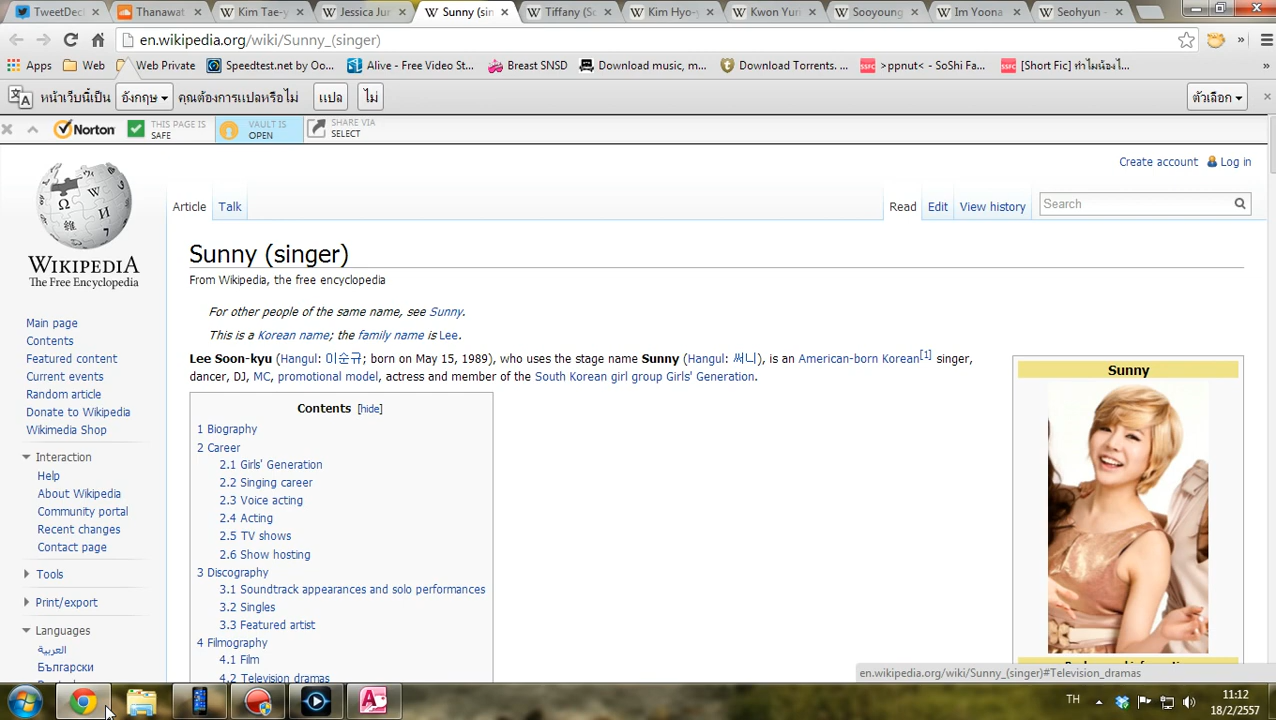 TweetDecl
Thanawat
Kim Tae-y
Jessica Jur
Sunny (sin
Tiffany (So
Kim Hyo-y
Kwon Yuri
Sooyoung
Im Yoona
Seohyun -
en.wikipedia.org/wiki/Sunny_(singer)
Apps
Web
Web Private
Speedtest.net by Oo...
Alive - Free Video St...
Breast SNSD
Download music, m...
Download Torrents. ...
>ppnut< - SoShi Fa...
[Short Fic] ทำไมน้องไ...
หน้าเว็บนี้เป็น
อังกฤษ
คุณต้องการแปลหรือไม่
แปล
ไม่
ตัวเลือก
Norton
THIS PAGE IS
SAFE
VAULT IS
OPEN
SHARE VIA
SELECT
Create account
Log in
WIKIPEDIA
The Free Encyclopedia
Article
Talk
Read
Edit
View history
Search
Sunny (singer)
From Wikipedia, the free encyclopedia
For other people of the same name, see Sunny.
This is a Korean name; the family name is Lee.
Lee Soon-kyu (Hangul: 이순규; born on May 15, 1989), who uses the stage name Sunny (Hangul: 써니), is an American-born Korean[1] singer,
dancer, DJ, MC, promotional model, actress and member of the South Korean girl group Girls' Generation.
Main page
Contents
Featured content
Current events
Random article
Donate to Wikipedia
Wikimedia Shop
Interaction
Help
About Wikipedia
Community portal
Recent changes
Contact page
Tools
Print/export
Languages
العربية
Български
Contents [hide]
1 Biography
2 Career
2.1 Girls' Generation
2.2 Singing career
2.3 Voice acting
2.4 Acting
2.5 TV shows
2.6 Show hosting
3 Discography
3.1 Soundtrack appearances and solo performances
3.2 Singles
3.3 Featured artist
4 Filmography
4.1 Film
4.2 Television dramas
Sunny
en.wikipedia.org/wiki/Sunny_(singer)#Television_dramas
TH
11:12
18/2/2557